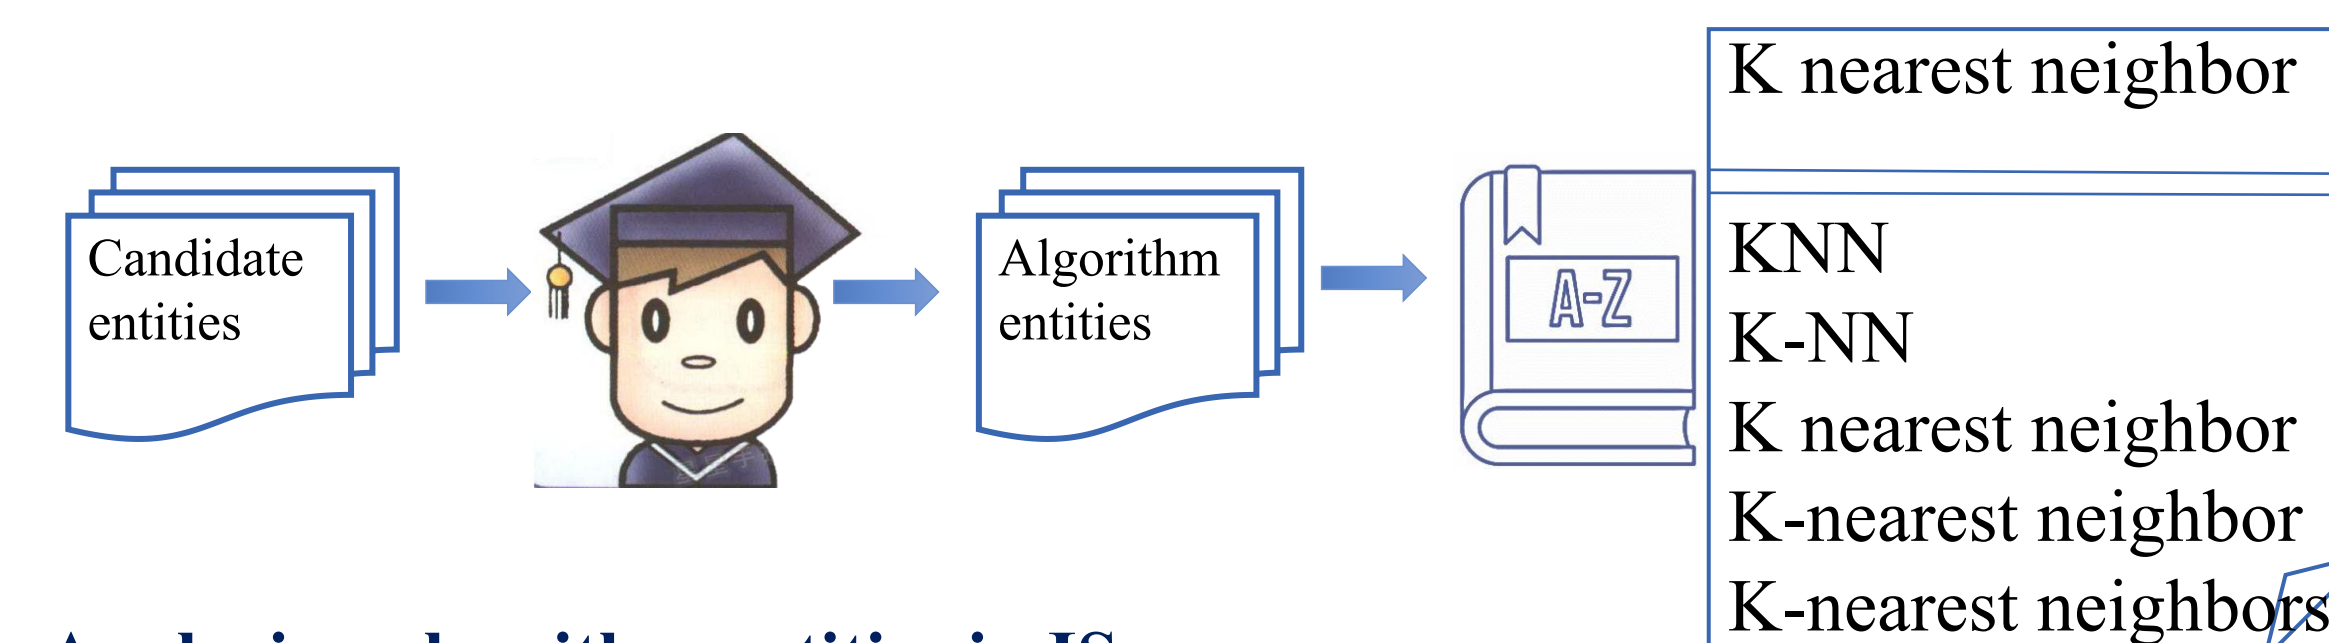 K nearest neighbor
Candidate
entities
Algorithm
entities
A-Z
KNN
K-NN
K nearest neighbor
K-nearest neighbor
K-nearest neighbors